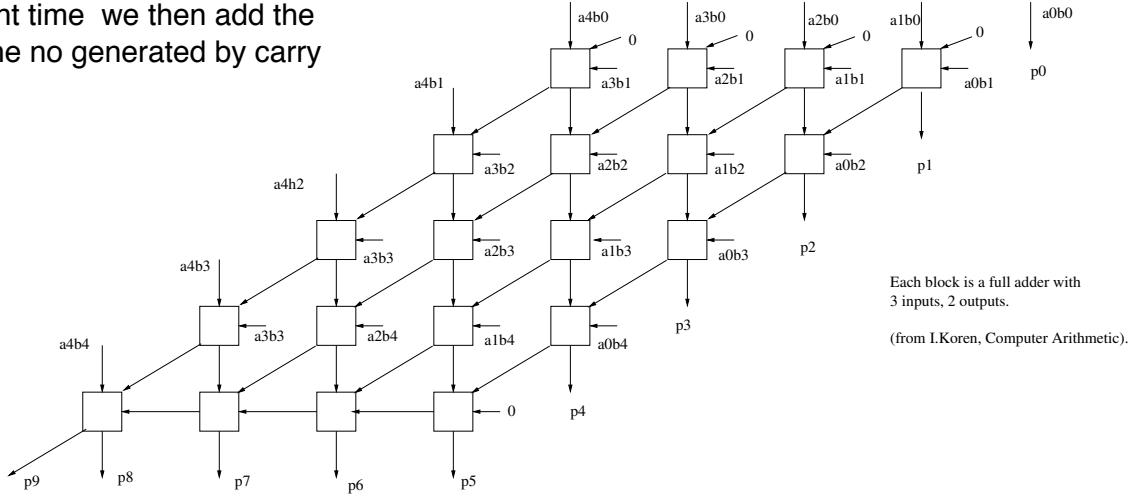 nt time we then add the
ne no generated by carry
a4b0 a3b0 a2b0 a1b0 a0b0
0 0 0 0
a3b1 a2b1 a1b1 a0b1 p0
a4b1
a3b2 a2b2 a1b2 a0b2 p1
a4h2
a3b3 a2b3 a1b3 a0b3 p2
a4b3
Each block is a full adder with
3 inputs, 2 outputs.
a3b3 a2b4 a1b4 a0b4 p3
(from I.Koren, Computer Arithmetic).
a4b4
0 p4
p9 p8 p7 p6 p5